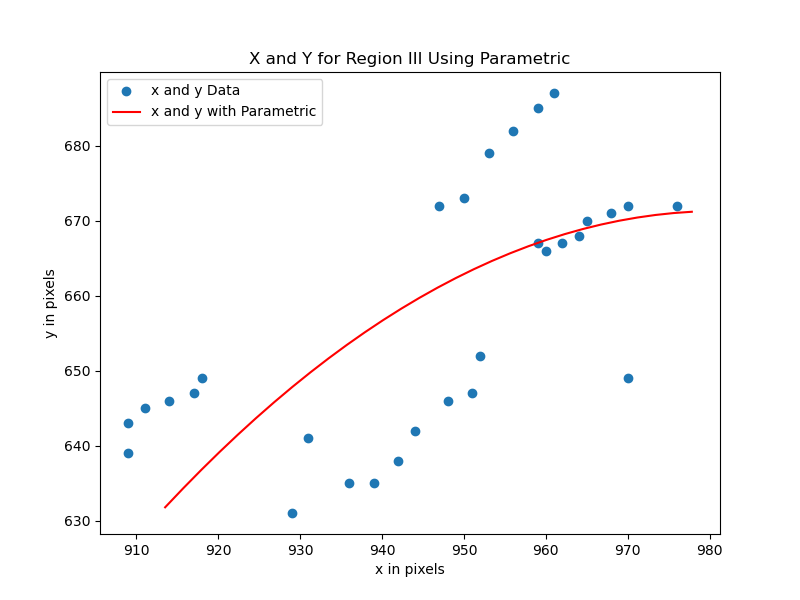 X and Y for Region III Using Parametric
x and y Data
x and y with Parametric
680
670
660
650
640
630
y in pixels
910 920 930 940 950 960 970 980
x in pixels